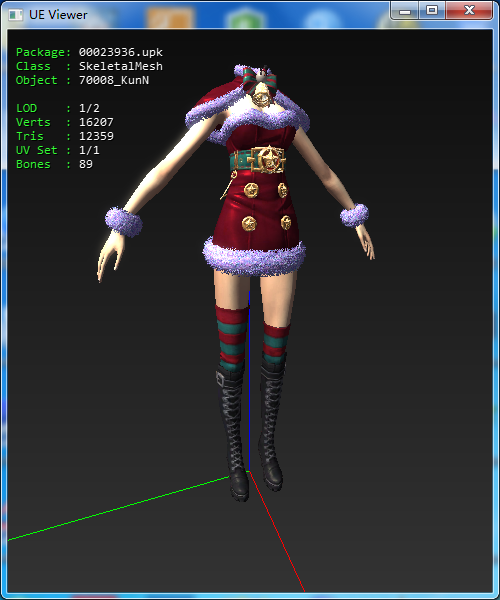 UE Viewer
Package: 00023936.upk
Class : SkeletalMesh
Object : 70008_KunN
LOD : 1/2
Verts : 16207
Tris : 12359
UV Set : 1/1
Bones : 89